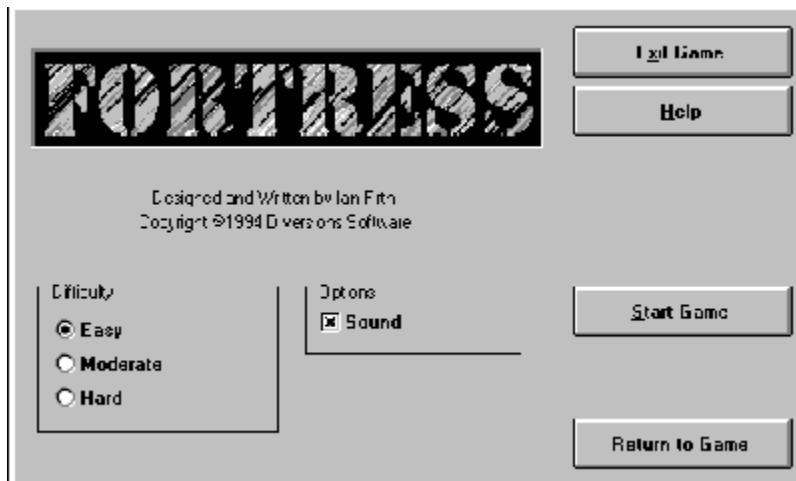 FORTRESS
Exit Game
Help
Designed and Written by Ian Firth
Copyright ©1994 Diversions Software
Difficulty
Easy
Moderate
Hard
Options
Sound
Start Game
Return to Game